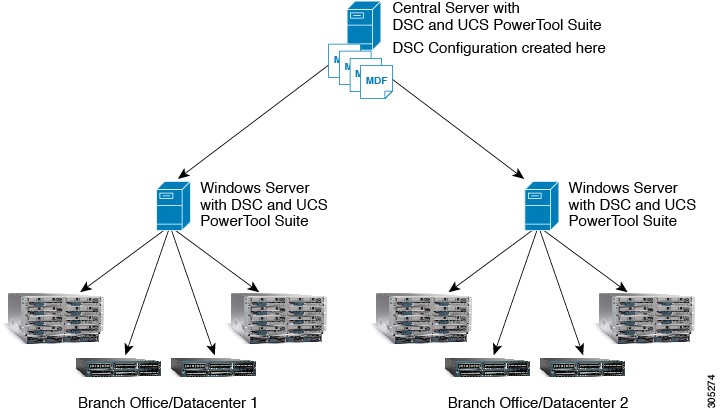 Central Server with
DSC and UCS PowerTool Suite
DSC Configuration created here
M
M
M
MDF
Windows Server
with DSC and UCS
PowerTool Suite
Windows Server
with DSC and UCS
PowerTool Suite
Branch Office/Datacenter 1
Branch Office/Datacenter 2
305274